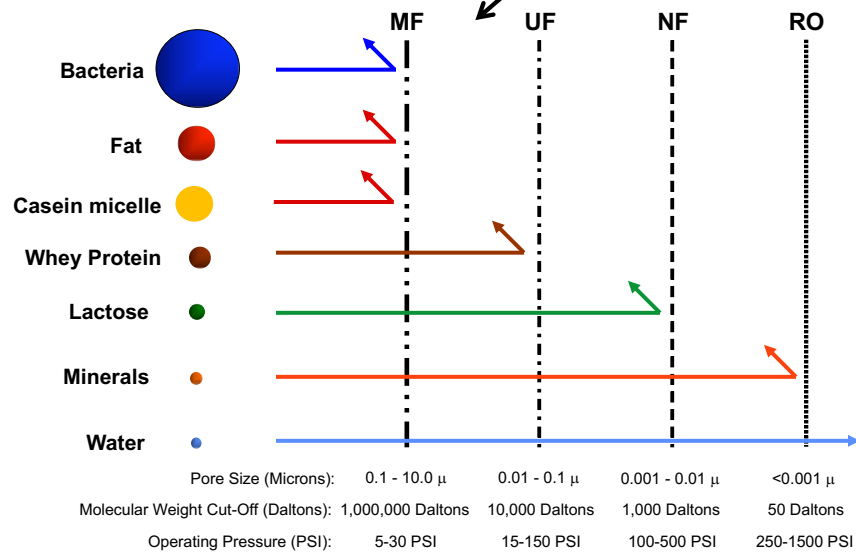 MF UF NF RO
Bacteria
Fat
Casein micelle
Whey Protein
Lactose
Minerals
Water
Pore Size (Microns): 0.1 - 10.0 μ 0.01 - 0.1 μ 0.001 - 0.01 μ <0.001 μ
Molecular Weight Cut-Off (Daltons): 1,000,000 Daltons 10,000 Daltons 1,000 Daltons 50 Daltons
Operating Pressure (PSI): 5-30 PSI 15-150 PSI 100-500 PSI 250-1500 PSI